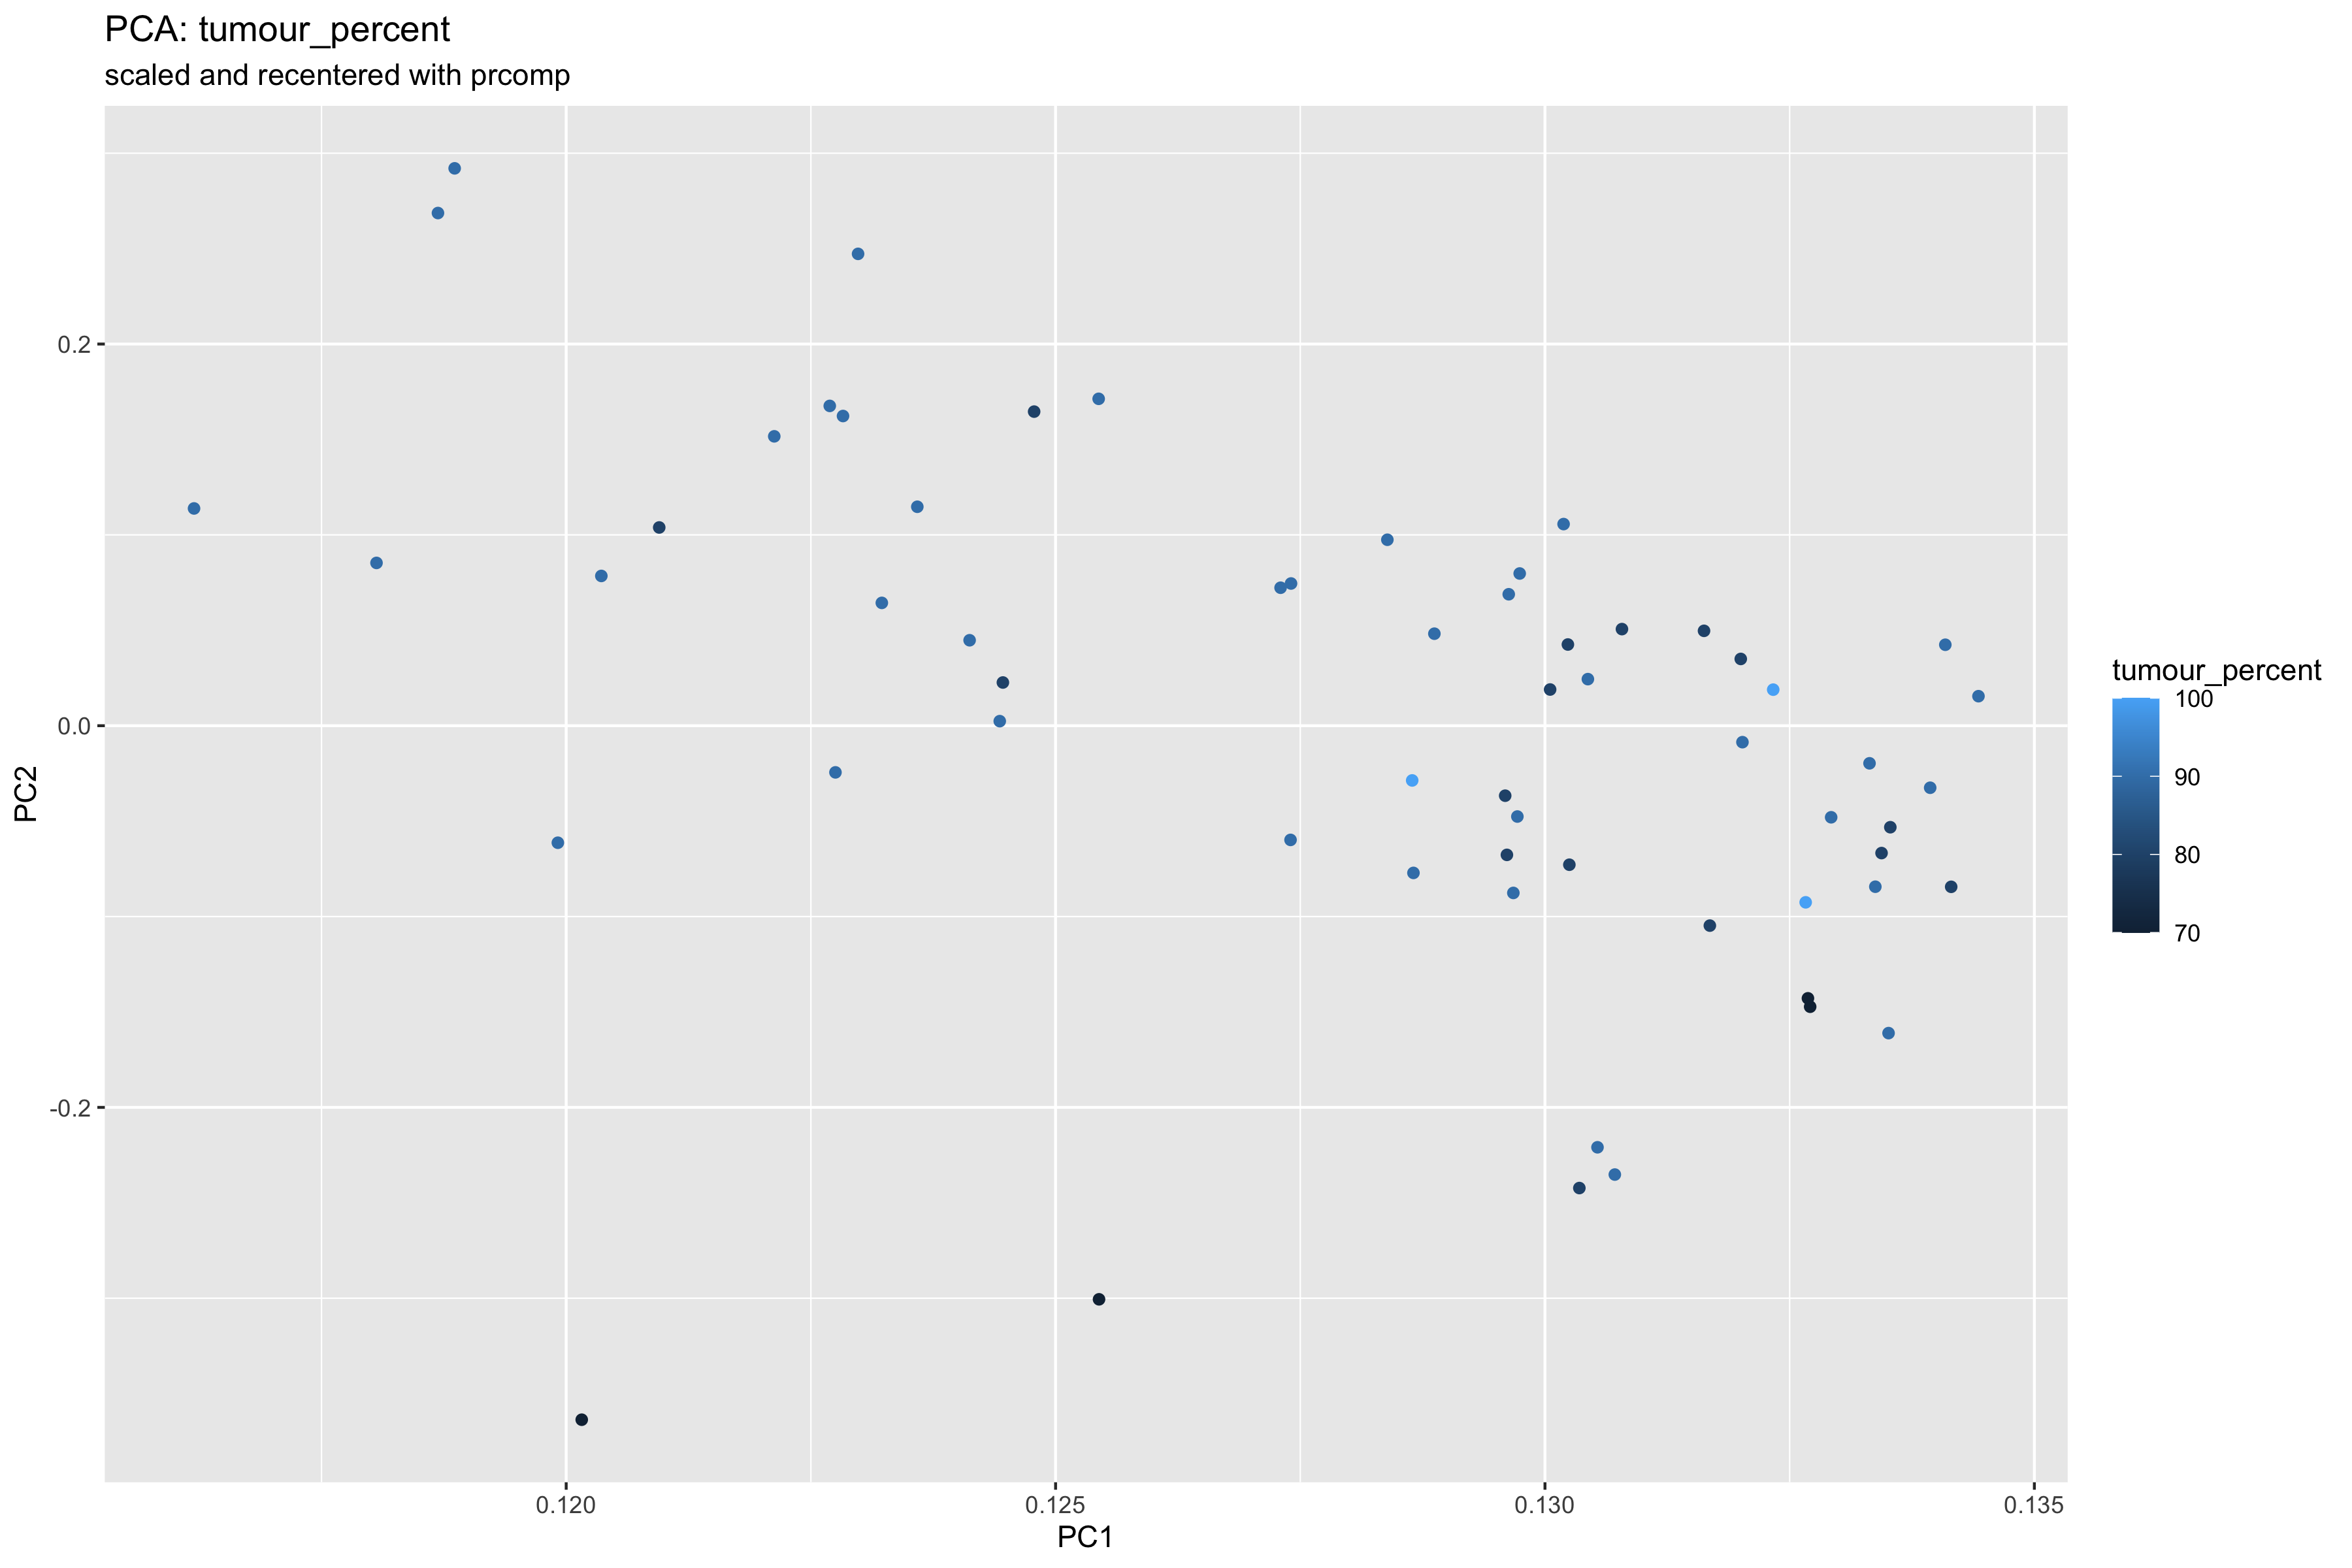 PCA: tumour_percent
scaled and recentered with prcomp
0.2
0.0
-0.2
PC2
0.120
0.125
0.130
0.135
PC1
tumour_percent
100
90
80
70